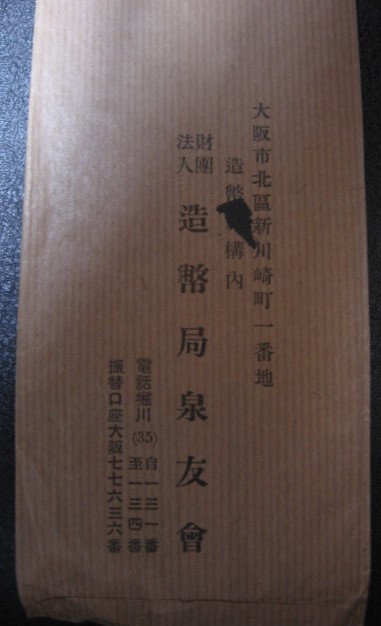 大阪市北區新川崎町一番地
造幣構內
財團法人
造幣局泉友會
電話堀川(35)自一三一番至一三四番
振替口座大阪七七六三六番